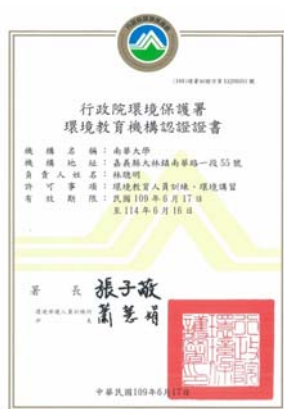 行政院環境保護署
環境教育機構認證證書
機構名稱：南華大學
機構地址：嘉義縣大林鎮南華路一段55號
負責人姓名：林聰明
許可事項：環境教育人員訓練、環境講習
有效期限：民國109年6月17日
至114年6月16日
署長 張子敬
蕭慧娟
中華民國109年6月17日